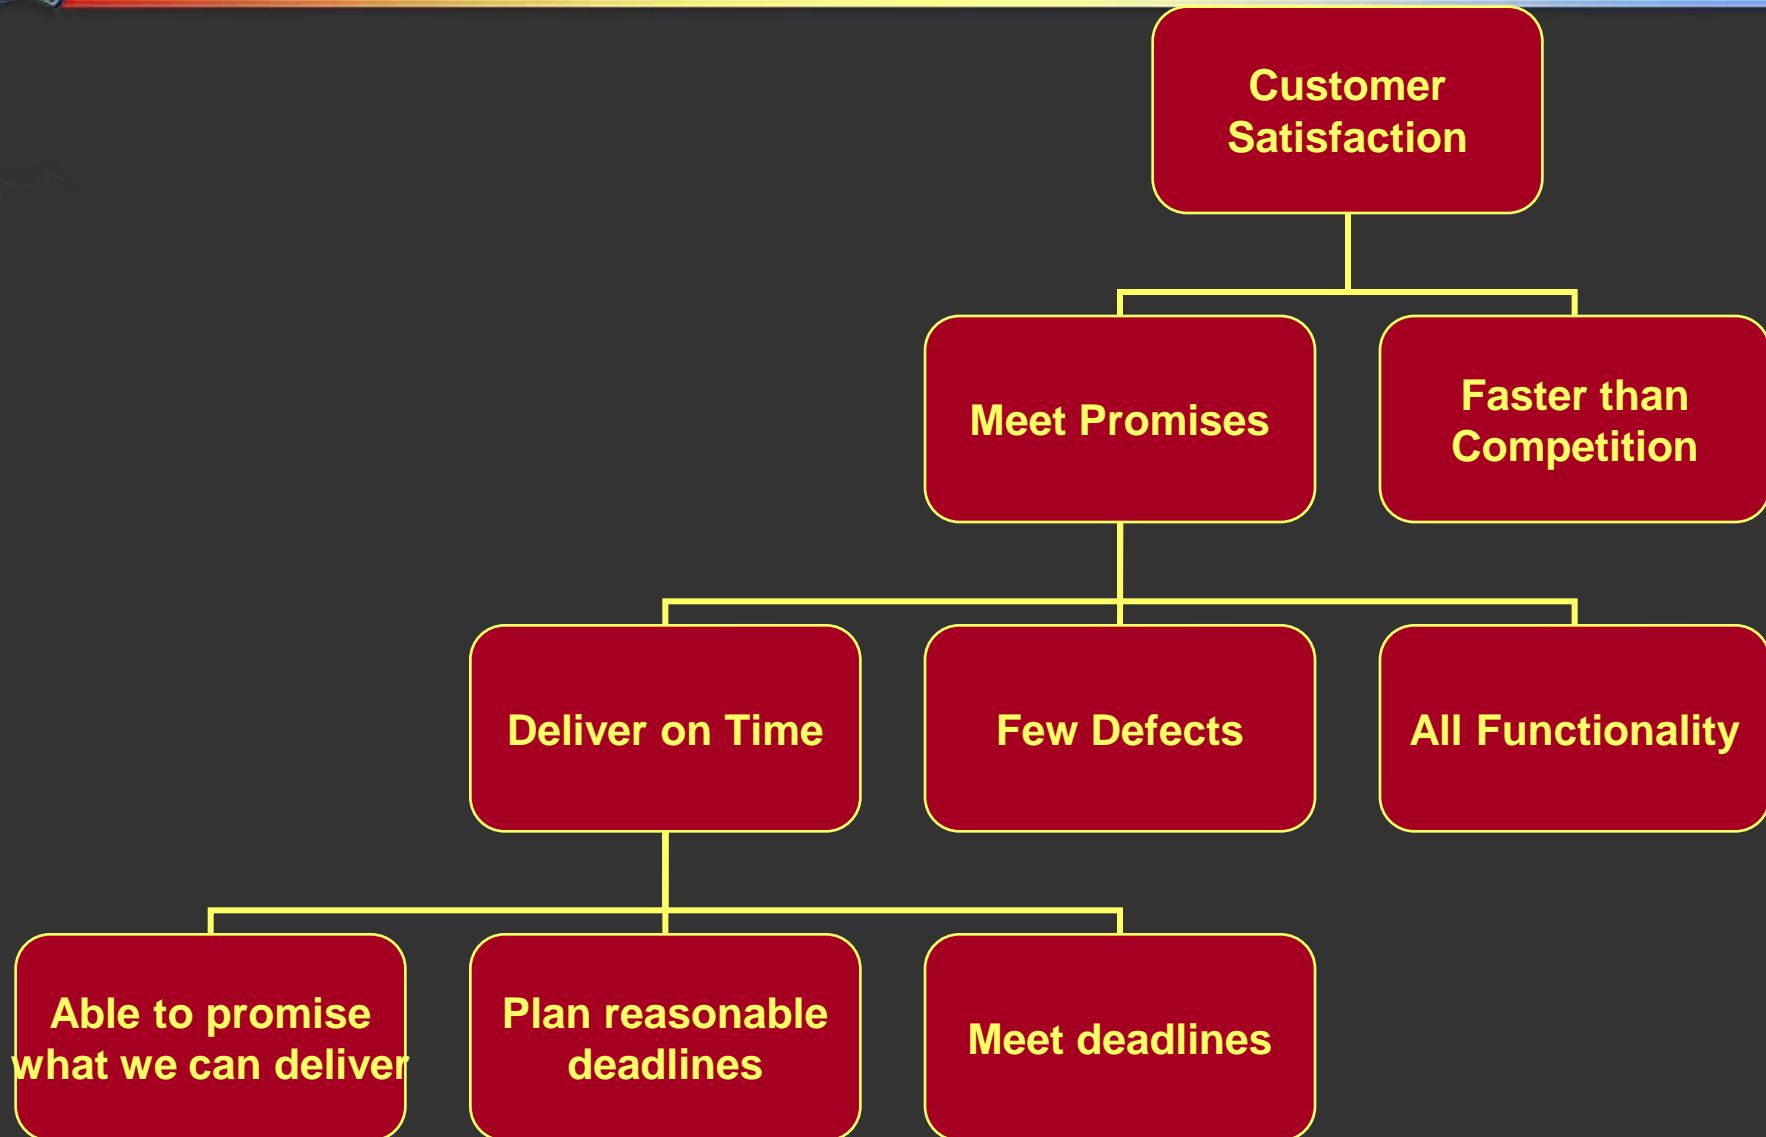 Customer
Satisfaction
Meet Promises
Faster than
Competition
Deliver on Time
Few Defects
All Functionality
Able to promise
what we can deliver
Plan reasonable
deadlines
Meet deadlines